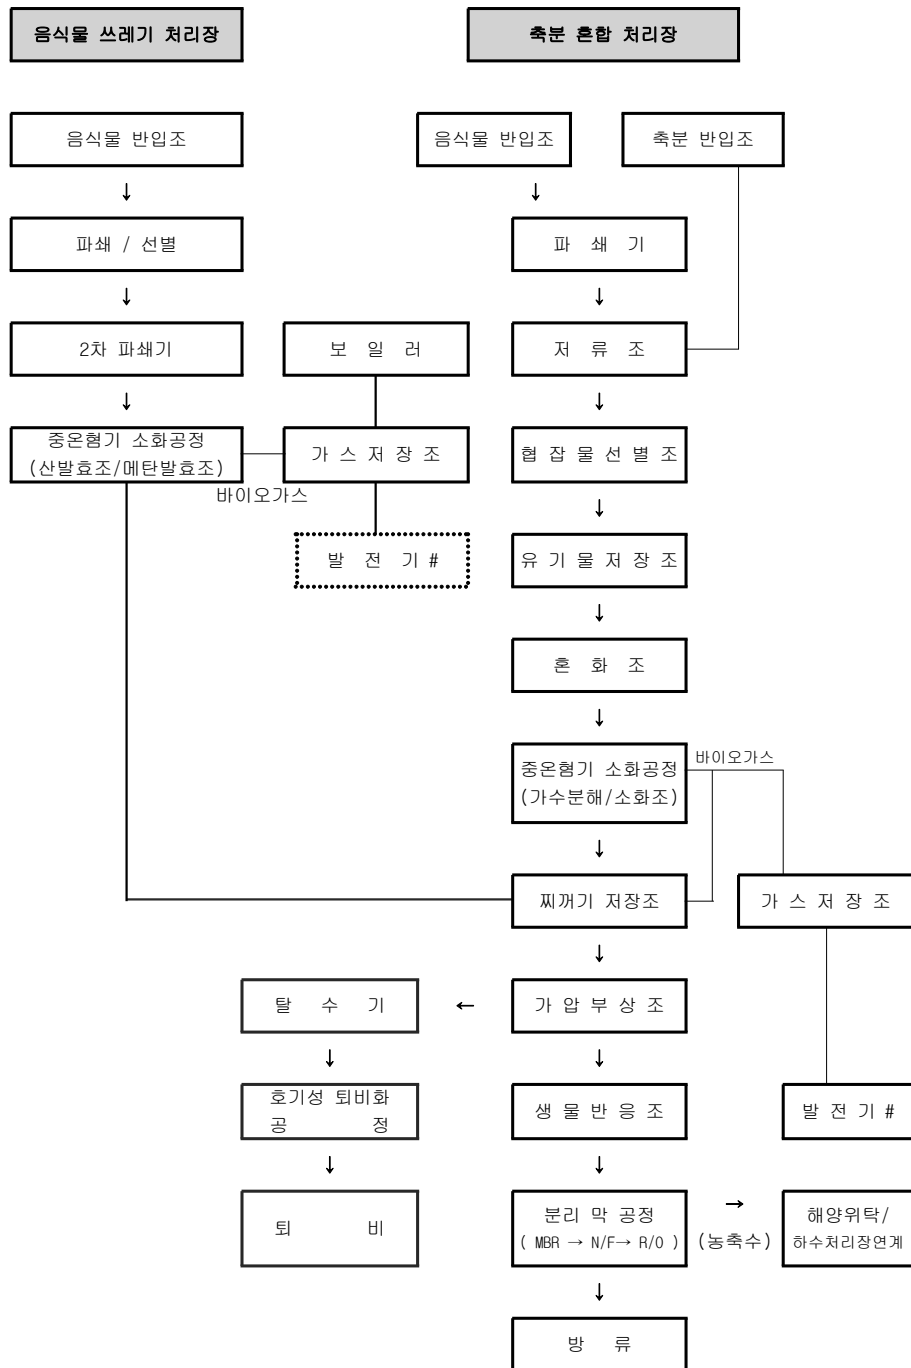 음식물 쓰레기 처리장
축분 혼합 처리장
음식물 반입조
음식물 반입조
축분 반입조
↓
↓
파쇄 / 선별
파 쇄 기
↓
↓
2차 파쇄기
보 일 러
저 류 조
↓
↓
중온혐기 소화공정
(산발효조/메탄발효조)
가 스 저 장 조
협 잡 물 선 별 조
바이오가스
↓
발 전 기 #
유 기 물 저 장 조
↓
혼 화 조
↓
중온혐기 소화공정
(가수분해/소화조)
바이오가스
↓
찌꺼기 저장조
가 스 저 장 조
↓
탈 수 기
←
가 압 부 상 조
↓
↓
호기성 퇴비화
공 정
생 물 반 응 조
발 전 기 #
↓
↓
퇴 비
분리 막 공정
( MBR → N/F→ R/O )
→
(농축수)
해양위탁/
하수처리장연계
↓
방 류